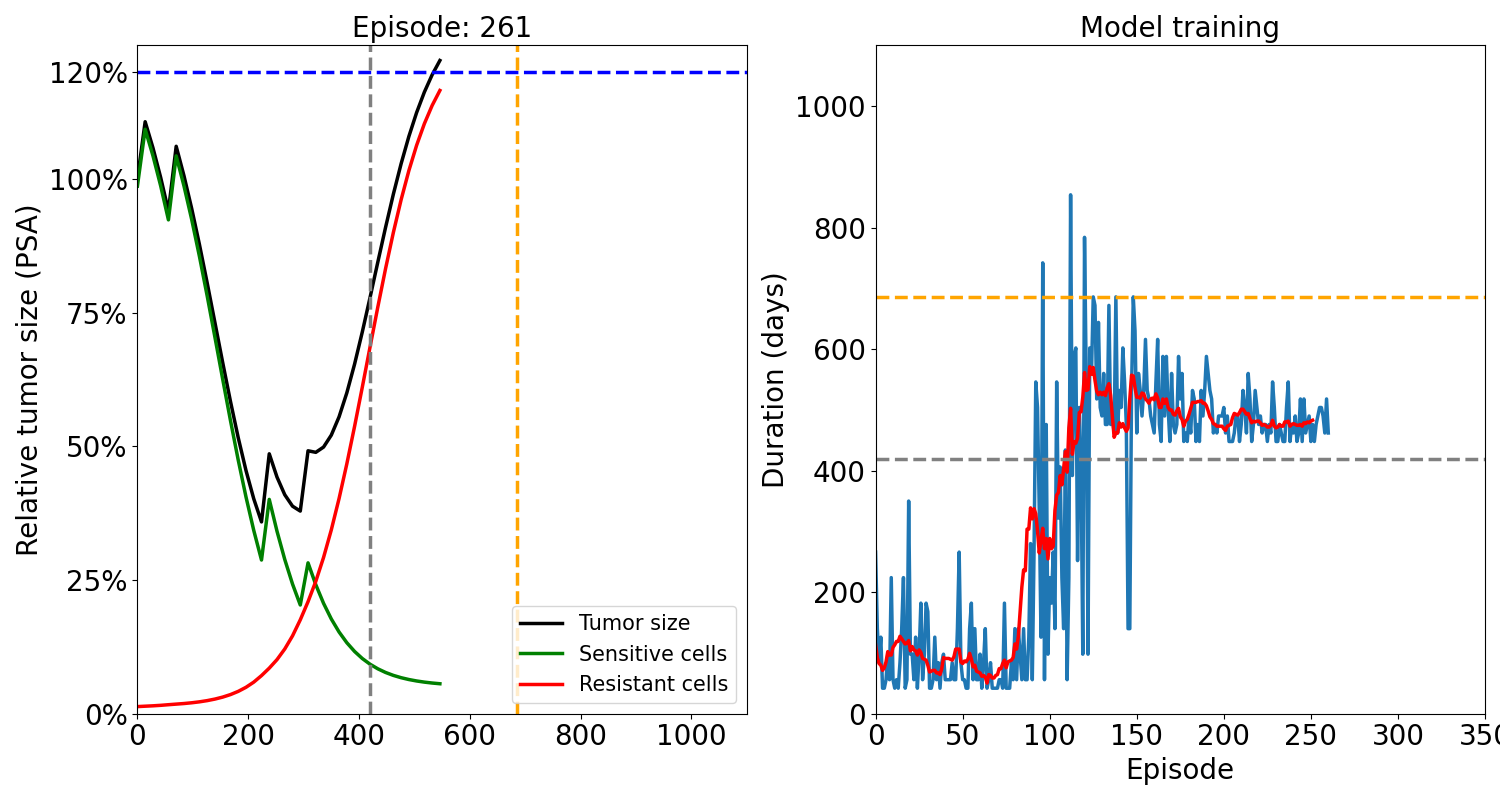 Episode: 261
Relative tumor size (PSA)
120%
100%
75%
50%
25%
0%
0 200 400 600 800 1000
Tumor size
Sensitive cells
Resistant cells
Model training
Duration (days)
1000
800
600
400
200
0
0 50 100 150 200 250 300 350
Episode